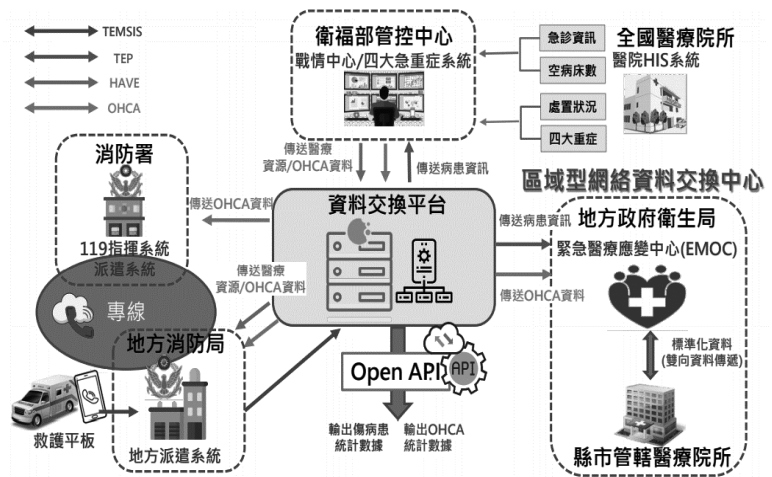 TEMSIS
TEP
HAVE
OHCA
衛福部管控中心
戰情中心/四大急重症系統
急診資訊
空病床數
處置狀況
四大重症
全國醫療院所
醫院HIS系統
消防署
119指揮系統
派遣系統
專線
傳送醫療
資源/OHCA資料
傳送病患資訊
傳送OHCA資料
資料交換平台
區域型網絡資料交換中心
傳送病患資訊
地方政府衛生局
緊急醫療應變中心(EMOC)
傳送OHCA資料
標準化資料
(雙向資料傳遞)
縣市管轄醫療院所
傳送醫療
資源/OHCA資料
地方消防局
地方派遣系統
救護平板
Open API
API
輸出傷病患
統計數據
輸出OHCA
統計數據